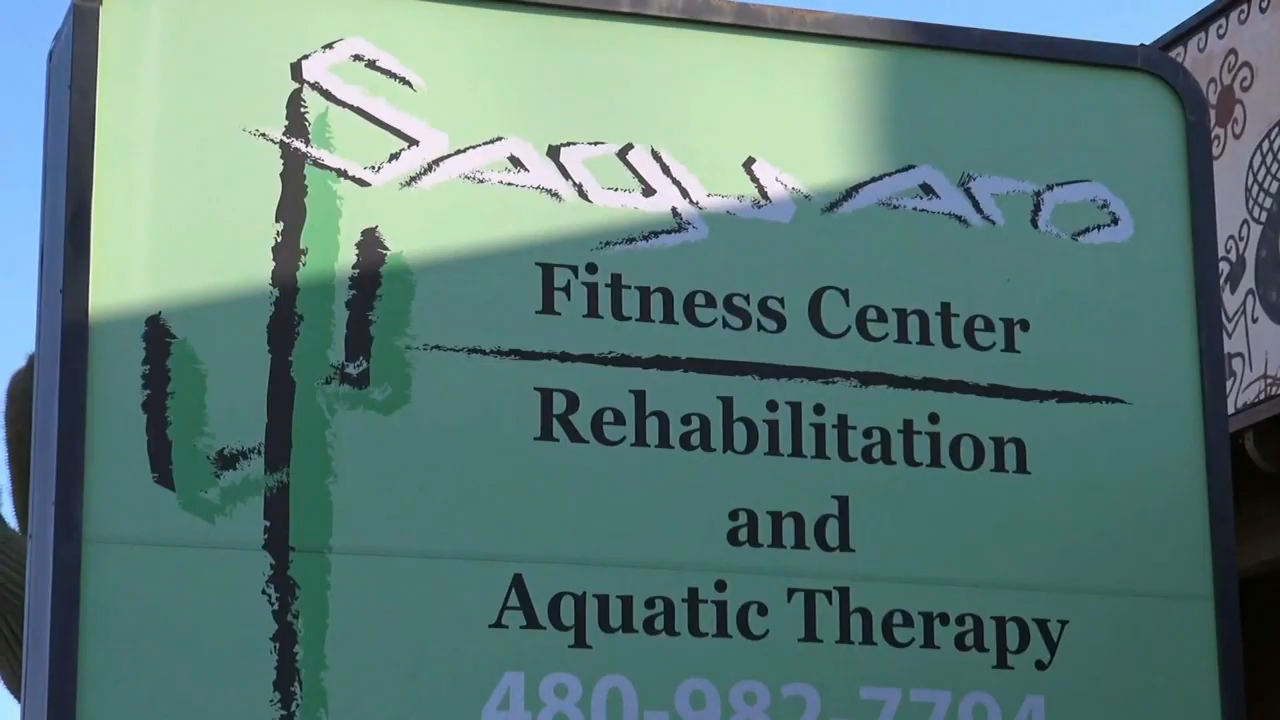 Saguaro
Fitness Center
Rehabilitation
and
Aquatic Therapy
480-982-7794